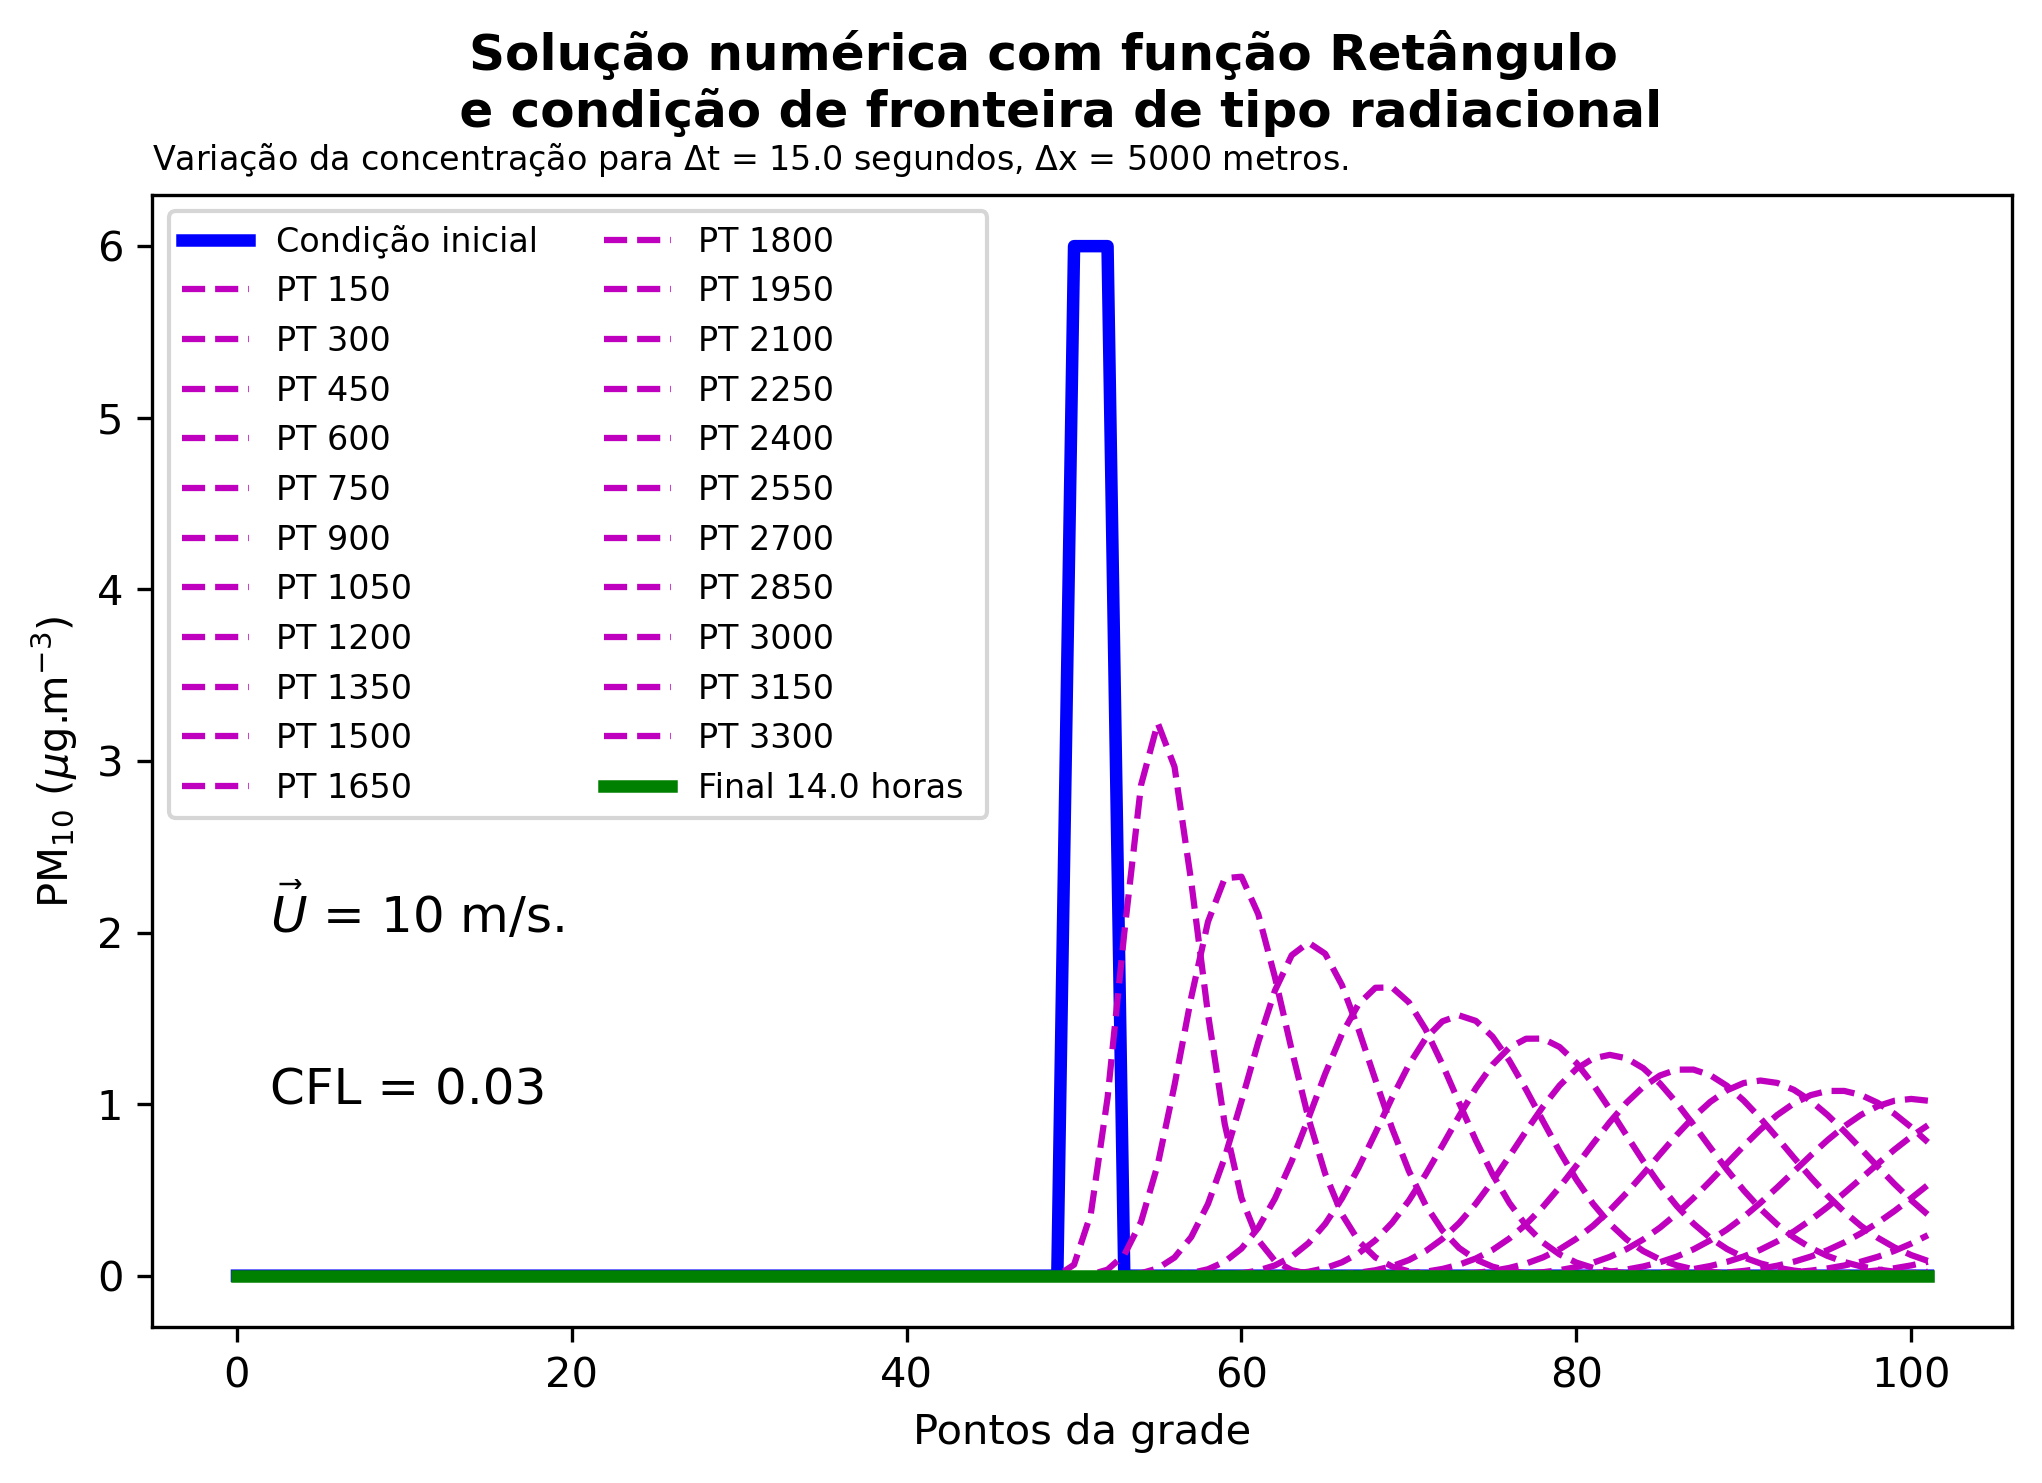 Solução numérica com função Retângulo
e condição de fronteira de tipo radiacional
Variação da concentração para Δt = 15.0 segundos, Δx = 5000 metros.
Condição inicial
PT 150
PT 300
PT 450
PT 600
PT 750
PT 900
PT 1050
PT 1200
PT 1350
PT 1500
PT 1650
PT 1800
PT 1950
PT 2100
PT 2250
PT 2400
PT 2550
PT 2700
PT 2850
PT 3000
PT 3150
PT 3300
Final 14.0 horas
6
5
4
3
2
1
0
PM₁₀ (μg.m⁻³)
U⃗ = 10 m/s.
CFL = 0.03
0 20 40 60 80 100
Pontos da grade